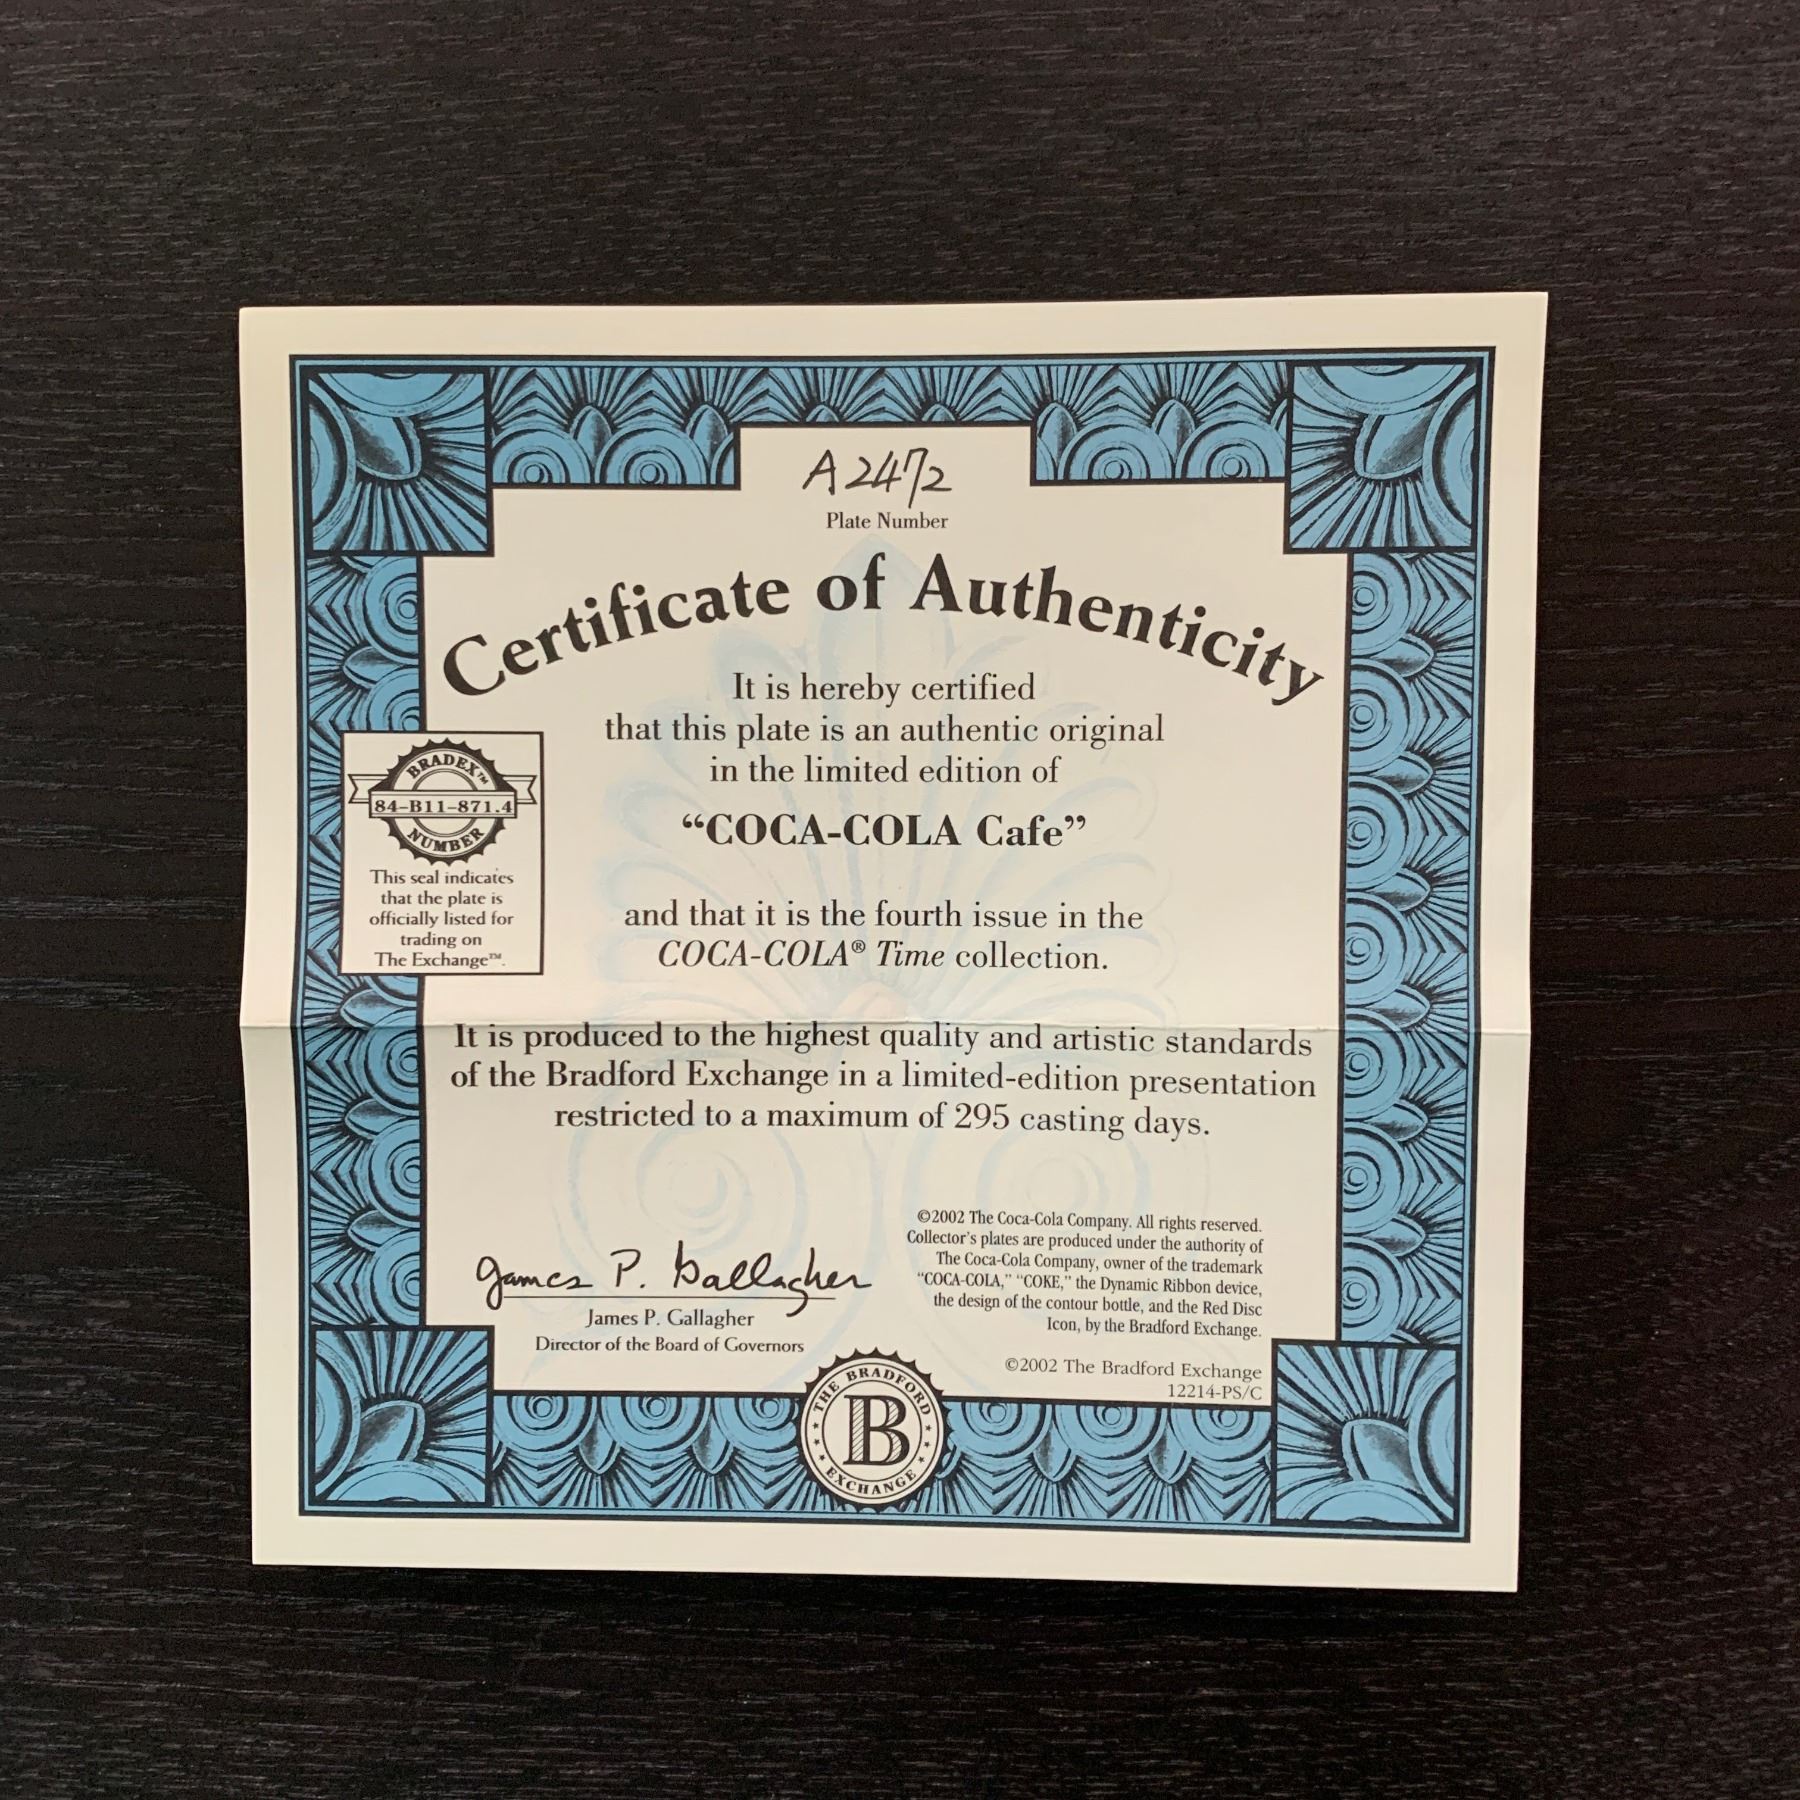 A2472
Plate Number
Certificate of Authenticity
It is hereby certified
that this plate is an authentic original
in the limited edition of
“COCA-COLA Cafe”
and that it is the fourth issue in the
COCA-COLA® Time collection.
BRADEX™
84-B11-871.4
NUMBER
This seal indicates
that the plate is
officially listed for
trading on
The Exchange™.
It is produced to the highest quality and artistic standards
of the Bradford Exchange in a limited-edition presentation
restricted to a maximum of 295 casting days.
James P. Gallagher
James P. Gallagher
Director of the Board of Governors
©2002 The Coca-Cola Company. All rights reserved.
Collector's plates are produced under the authority of
The Coca-Cola Company, owner of the trademark
“COCA-COLA,” “COKE,” the Dynamic Ribbon device,
the design of the contour bottle, and the Red Disc
Icon, by the Bradford Exchange.
©2002 The Bradford Exchange
12214-PS/C
THE BRADFORD
B
EXCHANGE